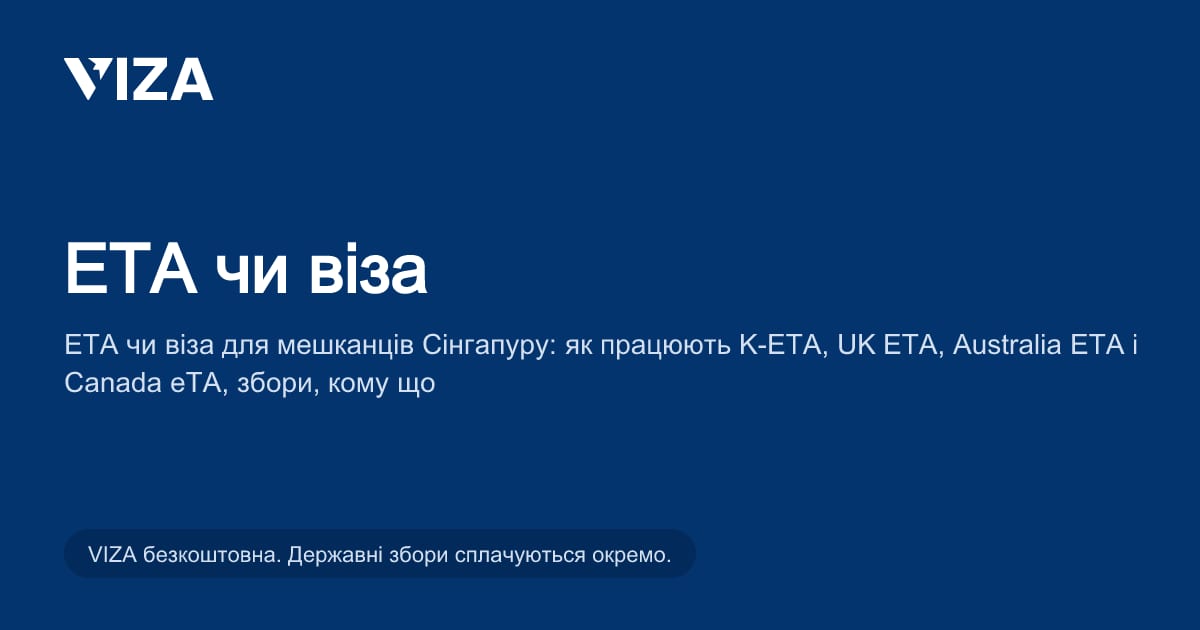 VIZA
ETA чи віза
ETA чи віза для мешканців Сінгапуру: як працюють K-ETA, UK ETA, Australia ETA і
Canada eTA, збори, кому що
VIZA безкоштовна. Державні збори сплачуються окремо.